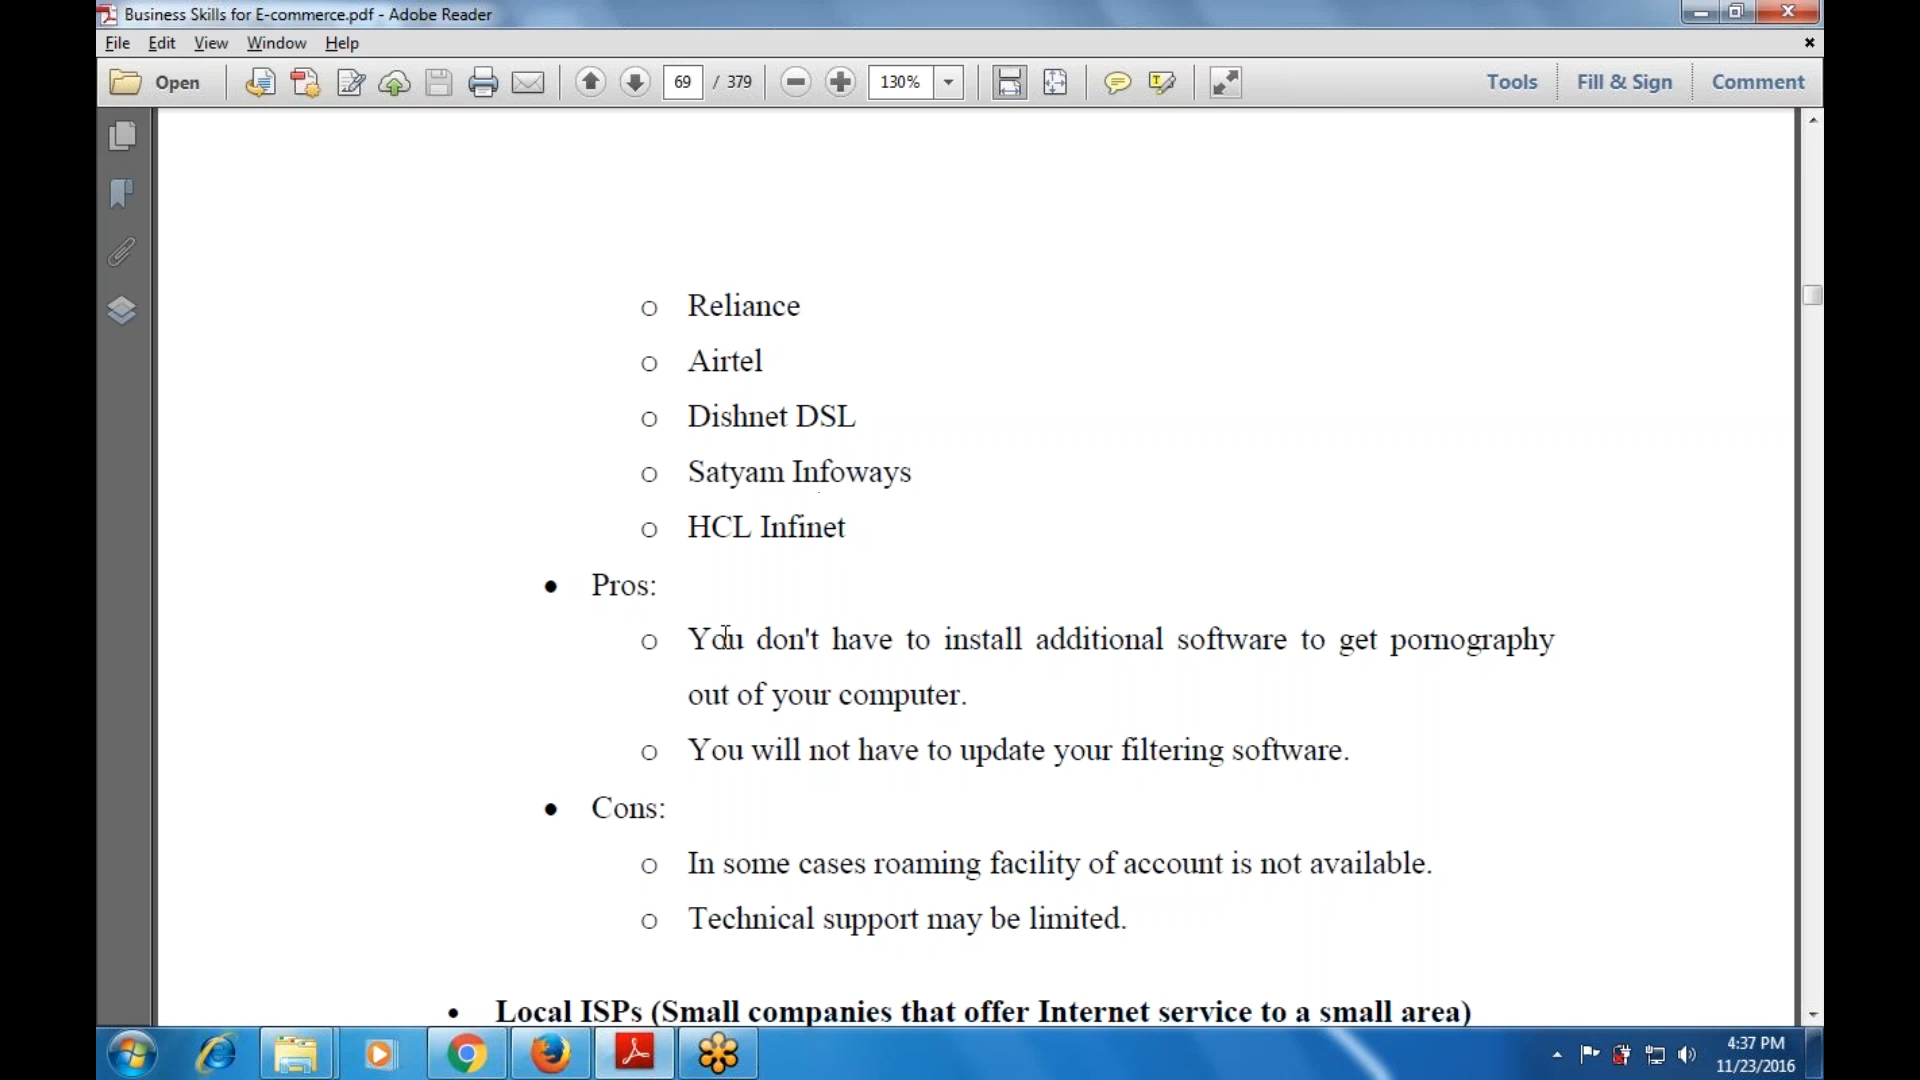 Business Skills for E-commerce.pdf - Adobe Reader
File Edit View Window Help
Open 69 / 379 130% Tools Fill & Sign Comment
o Reliance
o Airtel
o Dishnet DSL
o Satyam Infoways
o HCL Infinet
• Pros:
o You don't have to install additional software to get pornography
out of your computer.
o You will not have to update your filtering software.
• Cons:
o In some cases roaming facility of account is not available.
o Technical support may be limited.
• Local ISPs (Small companies that offer Internet service to a small area)
4:37 PM
11/23/2016